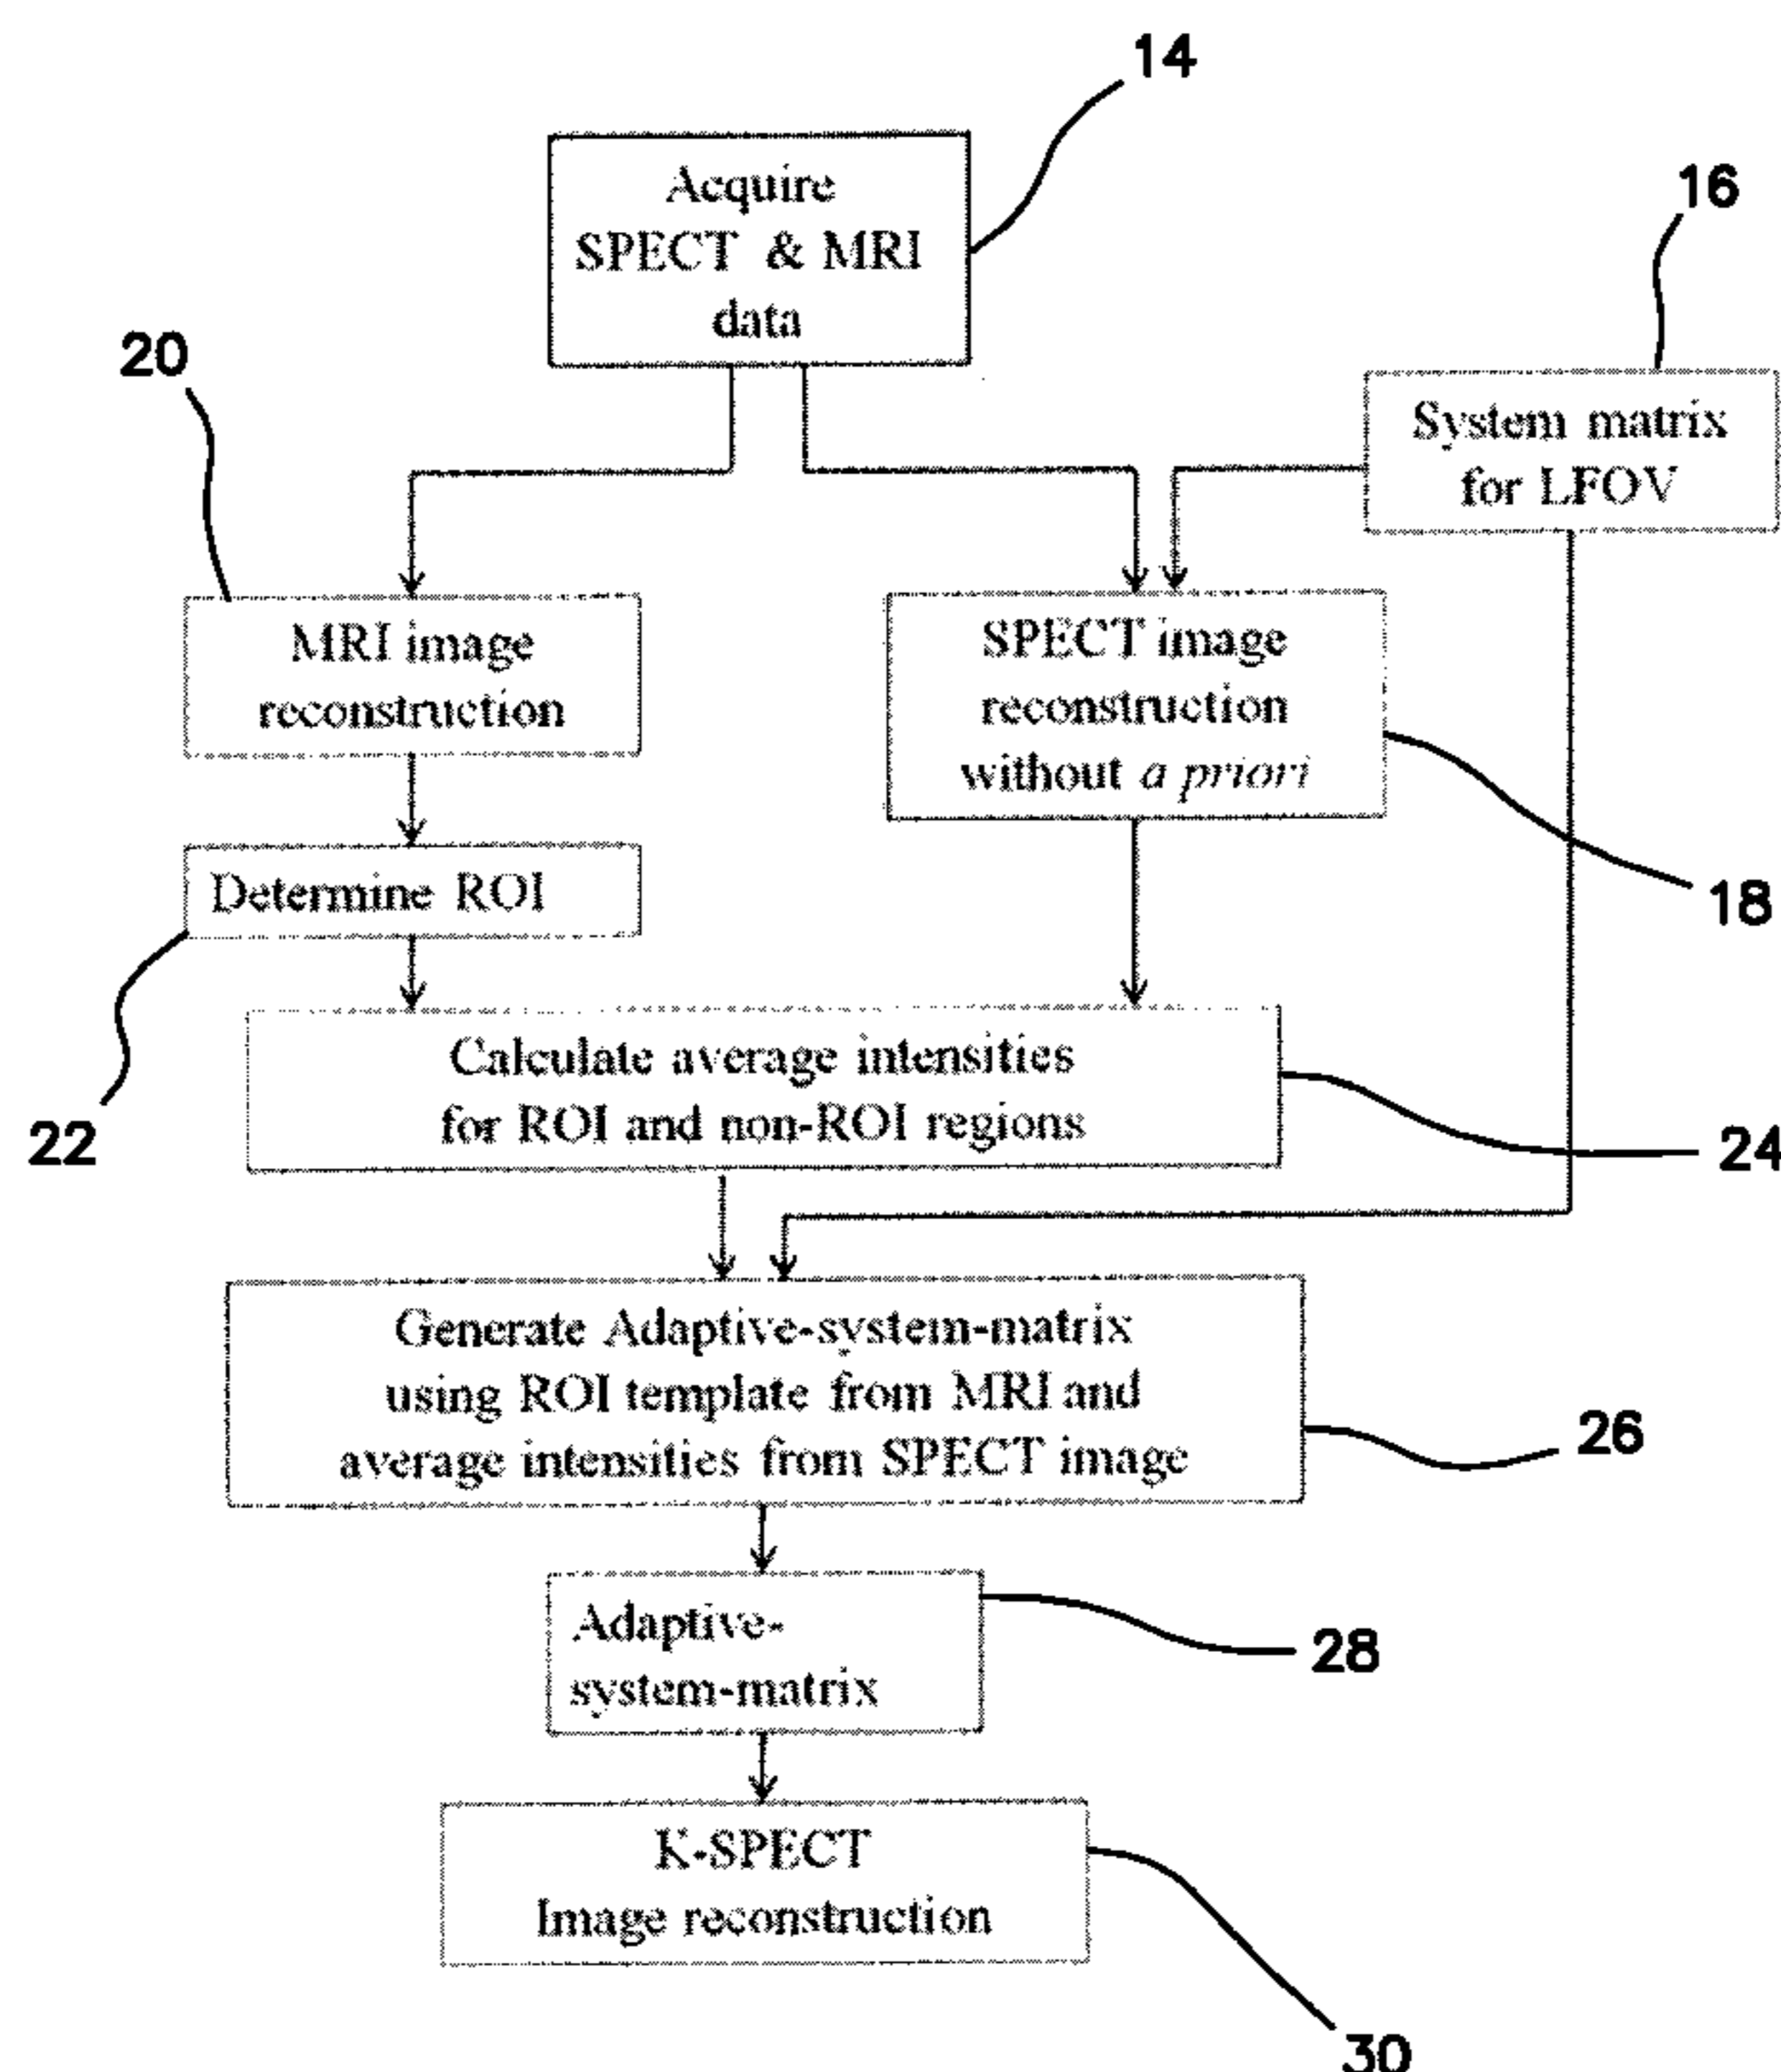 14
Acquire
SPECT & MRI
data
16
System matrix
for LFOV
20
MRI image
reconstruction
SPECT image
reconstruction
without a priori
18
Determine ROI
22
Calculate average intensities
for ROI and non-ROI regions
24
Generate Adaptive-system-matrix
using ROI template from MRI and
average intensities from SPECT image
26
Adaptive-
system-matrix
28
K-SPECT
Image reconstruction
30